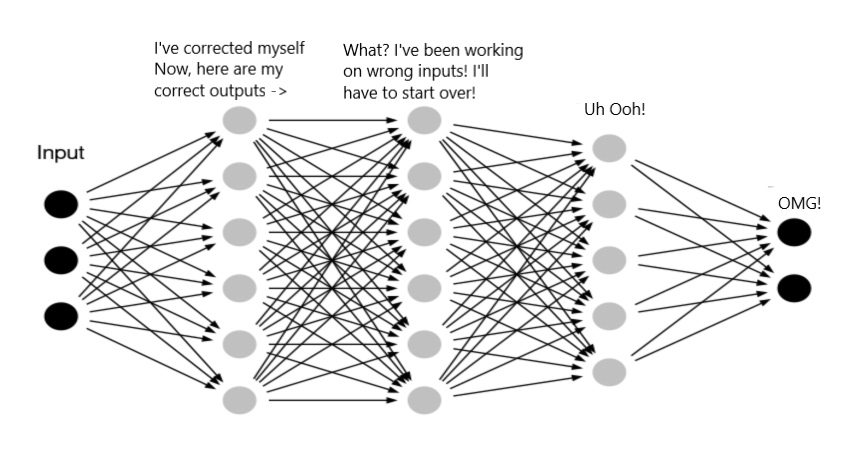 I've corrected myself
Now, here are my
correct outputs ->
What? I've been working
on wrong inputs! I'll
have to start over!
Uh Ooh!
Input
OMG!